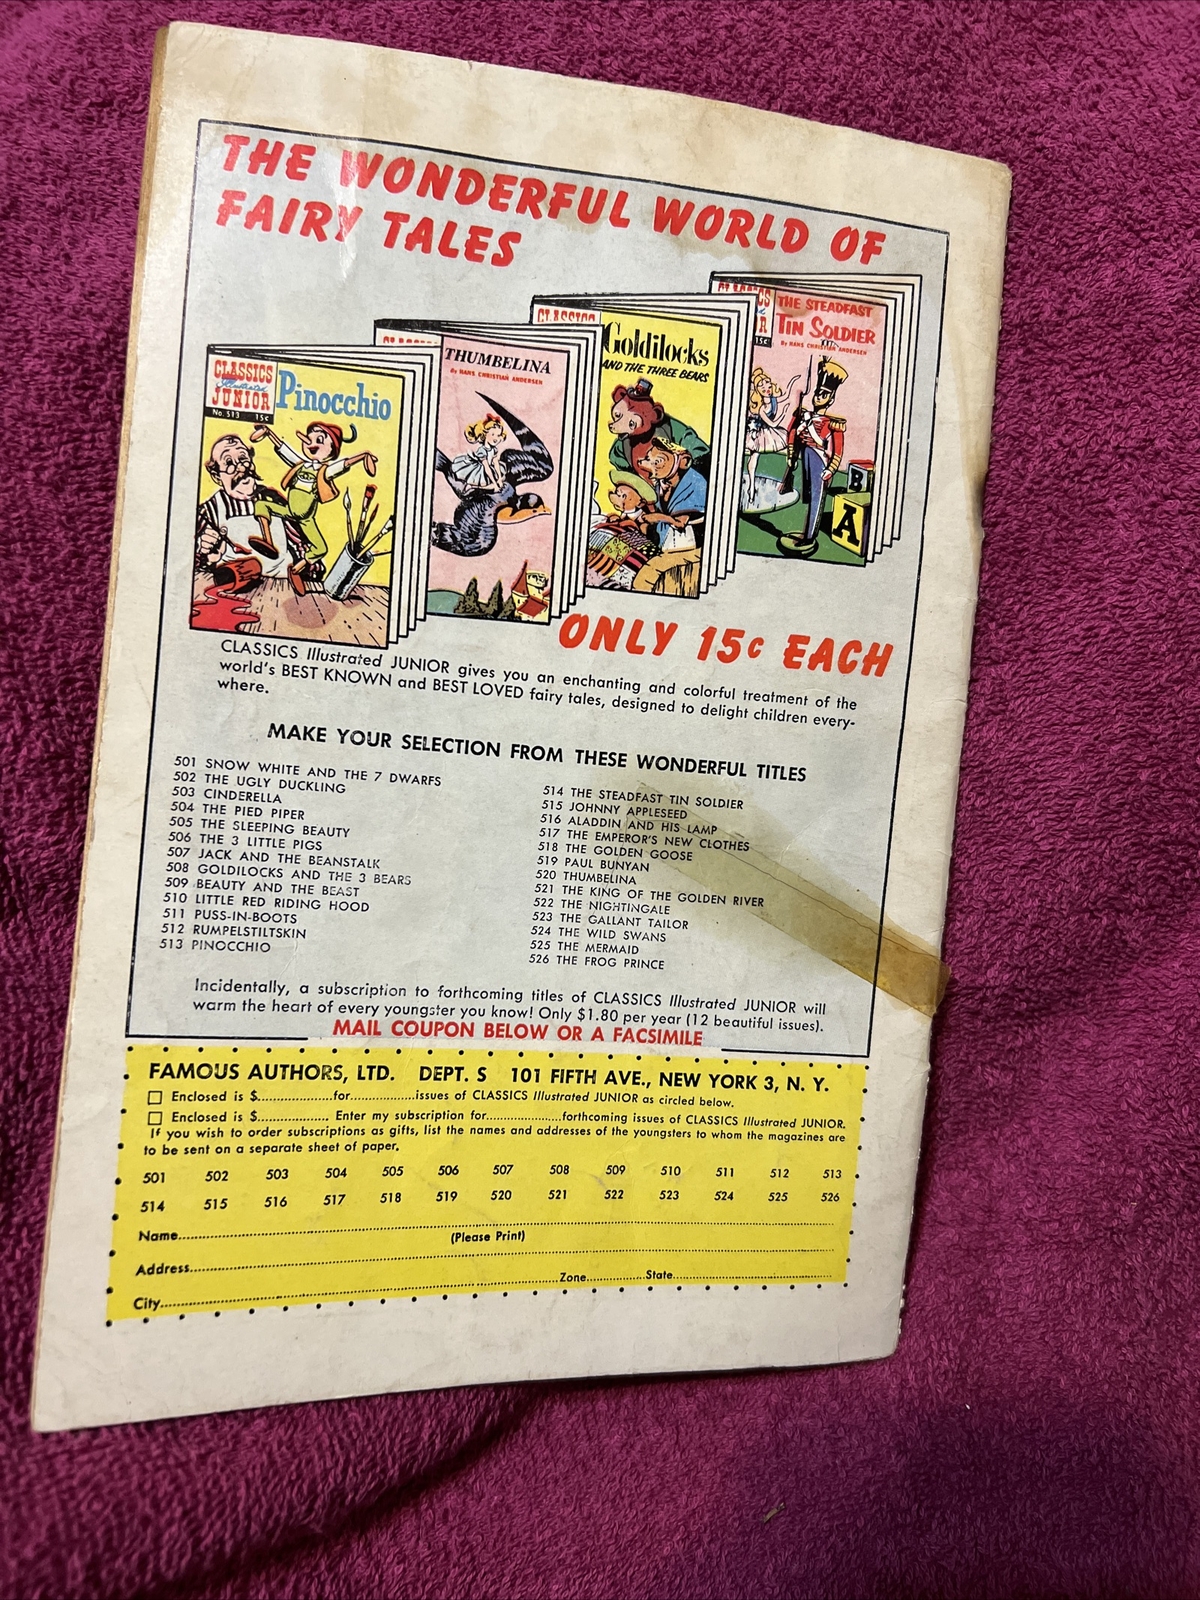 THE WONDERFUL WORLD OF
FAIRY TALES
CLASSICS
Illustrated
JUNIOR
No. 513 15c
Pinocchio
THUMBELINA
By HANS CHRISTIAN ANDERSEN
CLASSICS
Goldilocks
AND THE THREE BEARS
15c
THE STEADFAST
TIN SOLDIER
By HANS CHRISTIAN ANDERSEN
B
A
ONLY 15c EACH
CLASSICS Illustrated JUNIOR gives you an enchanting and colorful treatment of the
world's BEST KNOWN and BEST LOVED fairy tales, designed to delight children every-
where.
MAKE YOUR SELECTION FROM THESE WONDERFUL TITLES
501 SNOW WHITE AND THE 7 DWARFS
502 THE UGLY DUCKLING
503 CINDERELLA
504 THE PIED PIPER
505 THE SLEEPING BEAUTY
506 THE 3 LITTLE PIGS
507 JACK AND THE BEANSTALK
508 GOLDILOCKS AND THE 3 BEARS
509 BEAUTY AND THE BEAST
510 LITTLE RED RIDING HOOD
511 PUSS-IN-BOOTS
512 RUMPELSTILTSKIN
513 PINOCCHIO
514 THE STEADFAST TIN SOLDIER
515 JOHNNY APPLESEED
516 ALADDIN AND HIS LAMP
517 THE EMPEROR'S NEW CLOTHES
518 THE GOLDEN GOOSE
519 PAUL BUNYAN
520 THUMBELINA
521 THE KING OF THE GOLDEN RIVER
522 THE NIGHTINGALE
523 THE GALLANT TAILOR
524 THE WILD SWANS
525 THE MERMAID
526 THE FROG PRINCE
Incidentally, a subscription to forthcoming titles of CLASSICS Illustrated JUNIOR will
warm the heart of every youngster you know! Only $1.80 per year (12 beautiful issues).
MAIL COUPON BELOW OR A FACSIMILE
FAMOUS AUTHORS, LTD. DEPT. S 101 FIFTH AVE., NEW YORK 3, N. Y.
Enclosed is $..................for..................issues of CLASSICS Illustrated JUNIOR as circled below.
Enclosed is $.................. Enter my subscription for..................forthcoming issues of CLASSICS Illustrated JUNIOR.
If you wish to order subscriptions as gifts, list the names and addresses of the youngsters to whom the magazines are
to be sent on a separate sheet of paper.
501 502 503 504 505 506 507 508 509 510 511 512 513
514 515 516 517 518 519 520 521 522 523 524 525 526
Name..................
(Please Print)
Address..................
City..................Zone..................State..................